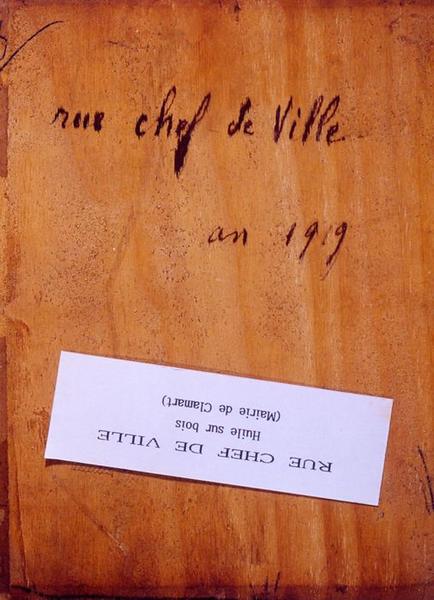 rue chef de Ville
an 1919
RUE CHEF DE VILLE
Huile sur bois
(Mairie de Clamart)